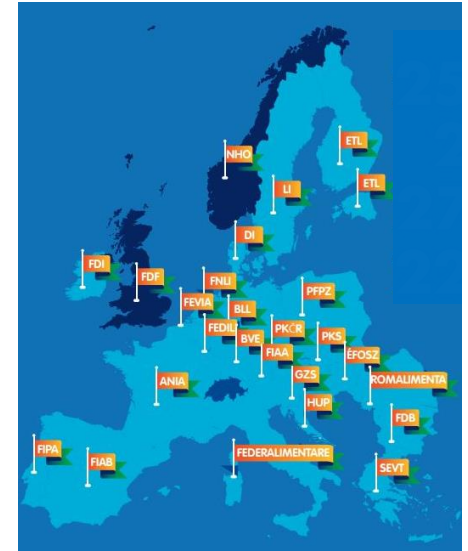 ETL
NHO
ETL
LI
DI
FDI
FDF
FNLI
PFPZ
FEVIA
BLL
FEDIL
PKČR
PKS
BVE
FIAA
ÉFOSZ
GZS
ROMALIMENTA
ANIA
HUP
FDB
FIPA
FIAB
FEDERALIMENTARE
SEVT